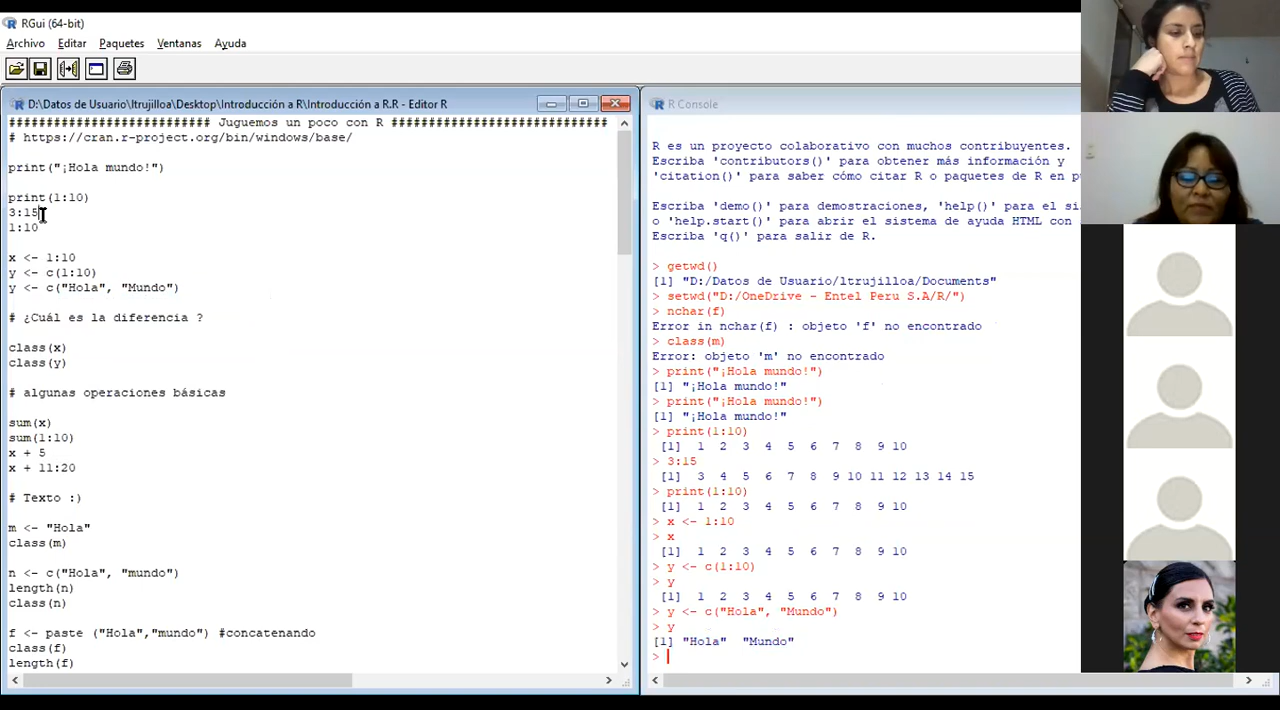 RGui (64-bit)
Archivo Editar Paquetes Ventanas Ayuda
D:\Datos de Usuario\ltrujilloa\Desktop\Introducción a R\Introducción a R.R - Editor R
########################### Juguemos un poco con R #############################
# https://cran.r-project.org/bin/windows/base/
print("¡Hola mundo!")
print(1:10)
3:15
1:10
x <- 1:10
y <- c(1:10)
y <- c("Hola", "Mundo")
# ¿Cuál es la diferencia ?
class(x)
class(y)
# algunas operaciones básicas
sum(x)
sum(1:10)
x + 5
x + 11:20
# Texto :)
m <- "Hola"
class(m)
n <- c("Hola", "mundo")
length(n)
class(n)
f <- paste ("Hola","mundo") #concatenando
class(f)
length(f)
R Console
R es un proyecto colaborativo con muchos contribuyentes.
Escriba 'contributors()' para obtener más información y
'citation()' para saber cómo citar R o paquetes de R en
Escriba 'demo()' para demostraciones, 'help()' para el
o 'help.start()' para abrir el sistema de ayuda HTML con
Escriba 'q()' para salir de R.
> getwd()
[1] "D:/Datos de Usuario/ltrujilloa/Documents"
> setwd("D:/OneDrive - Entel Peru S.A/R/")
> nchar(f)
Error in nchar(f) : objeto 'f' no encontrado
> class(m)
Error: objeto 'm' no encontrado
> print("¡Hola mundo!")
[1] "¡Hola mundo!"
> print("¡Hola mundo!")
[1] "¡Hola mundo!"
> print(1:10)
[1] 1 2 3 4 5 6 7 8 9 10
> 3:15
[1] 3 4 5 6 7 8 9 10 11 12 13 14 15
> print(1:10)
[1] 1 2 3 4 5 6 7 8 9 10
> x <- 1:10
> x
[1] 1 2 3 4 5 6 7 8 9 10
> y <- c(1:10)
> y
[1] 1 2 3 4 5 6 7 8 9 10
> y <- c("Hola", "Mundo")
> y
[1] "Hola" "Mundo"
>